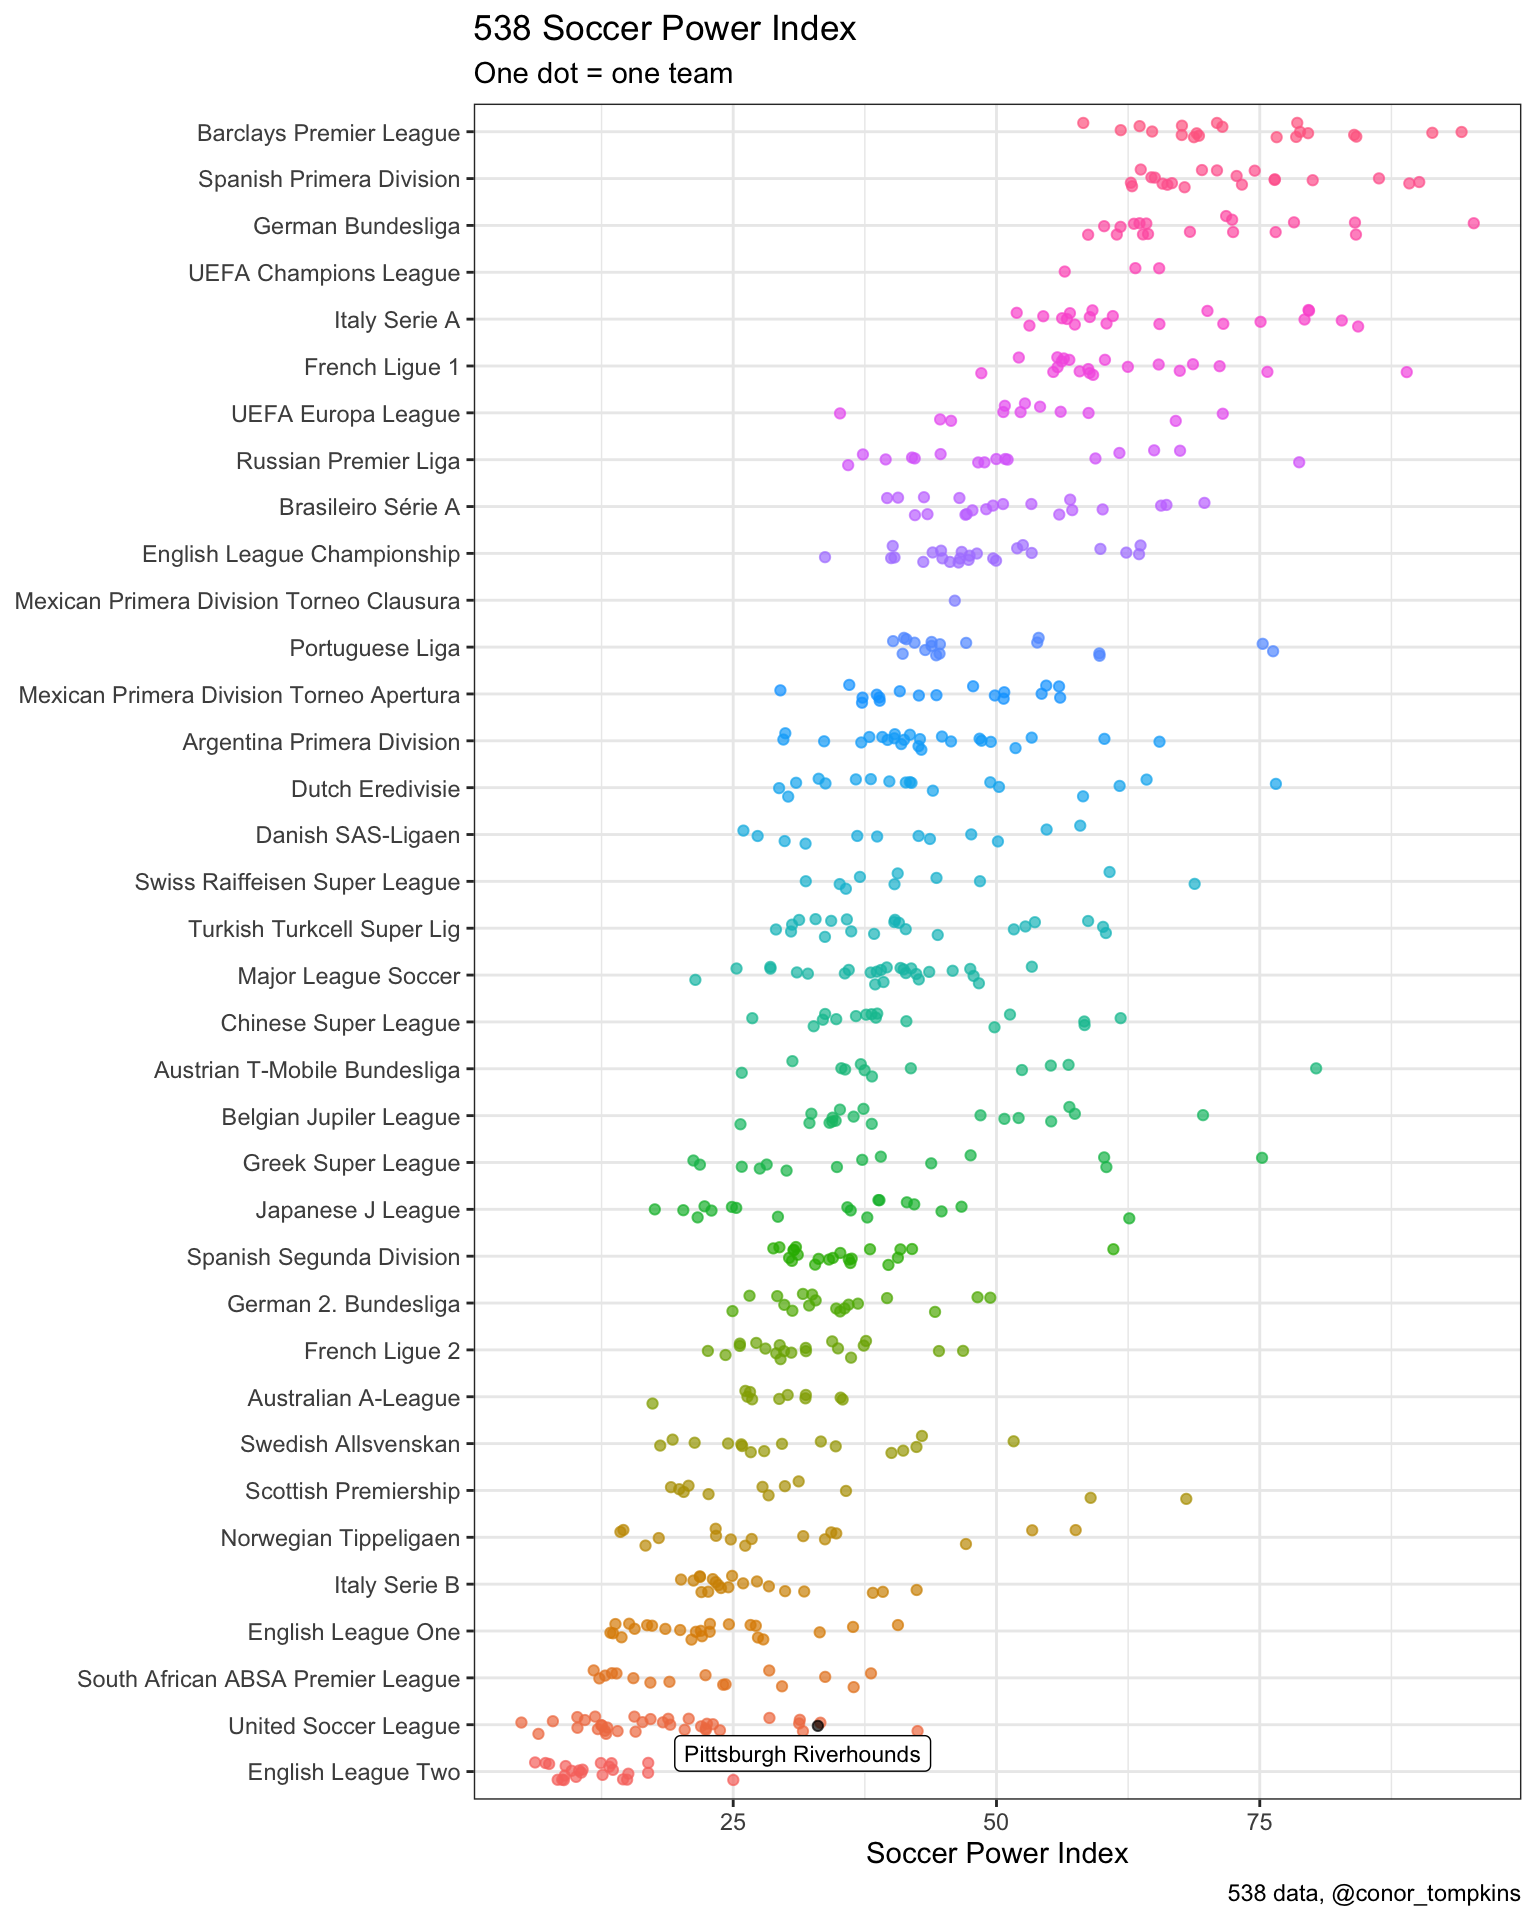 538 Soccer Power Index
One dot = one team
Barclays Premier League
Spanish Primera Division
German Bundesliga
UEFA Champions League
Italy Serie A
French Ligue 1
UEFA Europa League
Russian Premier Liga
Brasileiro Série A
English League Championship
Mexican Primera Division Torneo Clausura
Portuguese Liga
Mexican Primera Division Torneo Apertura
Argentina Primera Division
Dutch Eredivisie
Danish SAS-Ligaen
Swiss Raiffeisen Super League
Turkish Turkcell Super Lig
Major League Soccer
Chinese Super League
Austrian T-Mobile Bundesliga
Belgian Jupiler League
Greek Super League
Japanese J League
Spanish Segunda Division
German 2. Bundesliga
French Ligue 2
Australian A-League
Swedish Allsvenskan
Scottish Premiership
Norwegian Tippeligaen
Italy Serie B
English League One
South African ABSA Premier League
United Soccer League
Pittsburgh Riverhounds
English League Two
25 50 75
Soccer Power Index
538 data, @conor_tompkins